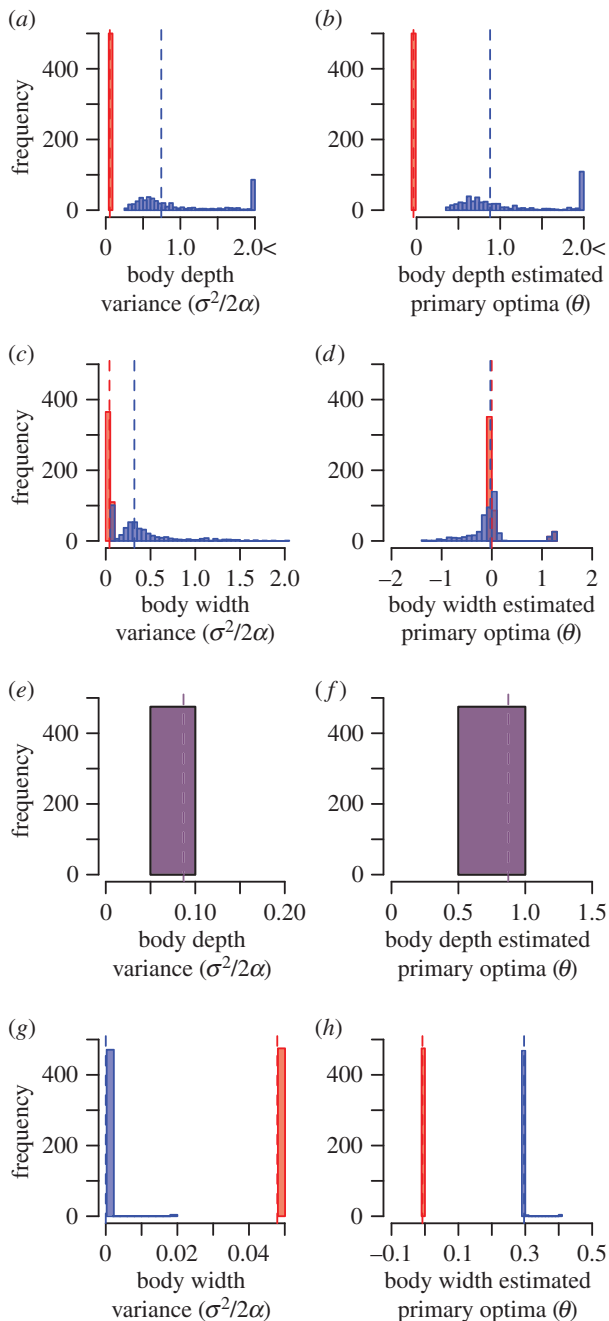 (a) (b)
frequency
400
200
0
400
200
0
0 1.0 2.0<
0 1.0 2.0<
body depth
variance (σ²/2α)
body depth estimated
primary optima (θ)
(c) (d)
frequency
400
200
0
400
200
0
0 0.5 1.0 1.5 2.0
–2 –1 0 1 2
body width
variance (σ²/2α)
body width estimated
primary optima (θ)
(e) (f)
frequency
400
200
0
400
200
0
0 0.10 0.20
0 0.5 1.0 1.5
body depth
variance (σ²/2α)
body depth estimated
primary optima (θ)
(g) (h)
frequency
400
200
0
400
200
0
0 0.02 0.04
–0.1 0.1 0.3 0.5
body width
variance (σ²/2α)
body width estimated
primary optima (θ)